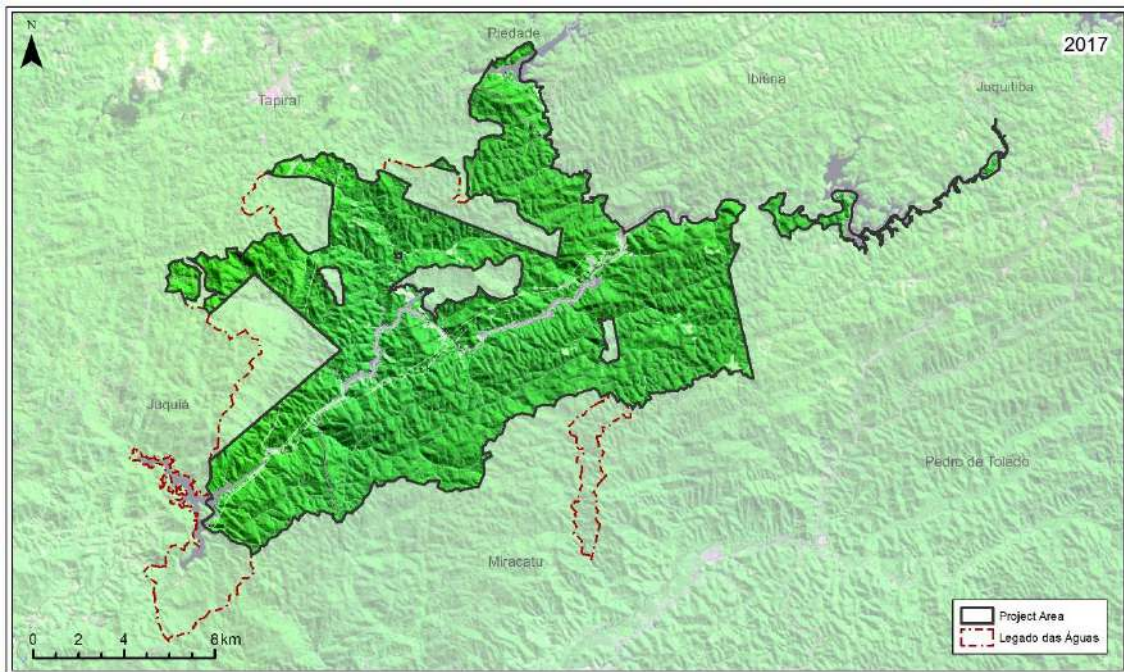 N
2017
Piedade
Ibiúna
Tapiraí
Juquitiba
Juquiá
Pedro de Toledo
Miracatu
Project Area
Legado das Águas
0 2 4 8 km